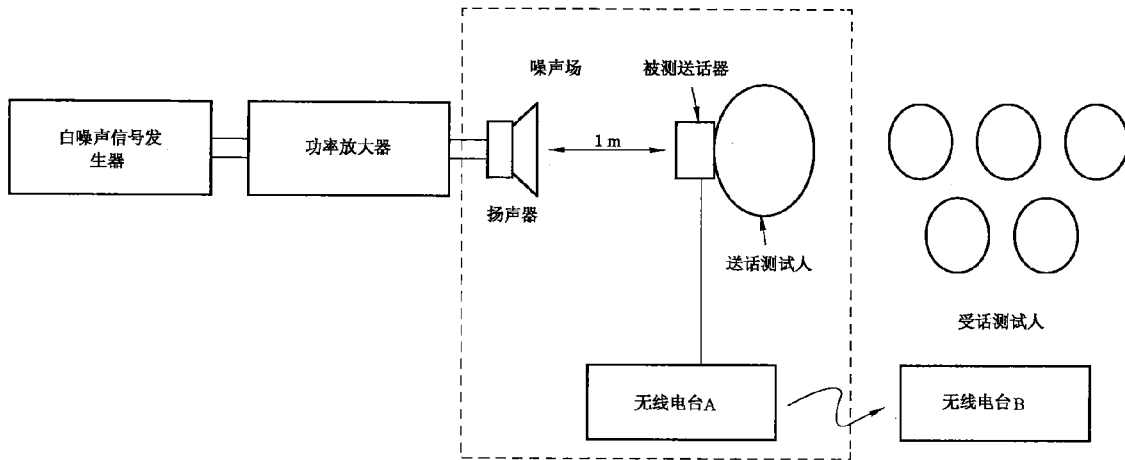 噪声场
被测送话器
白噪声信号发
生器
功率放大器
1 m
扬声器
送话测试人
受话测试人
无线电台A
无线电台B